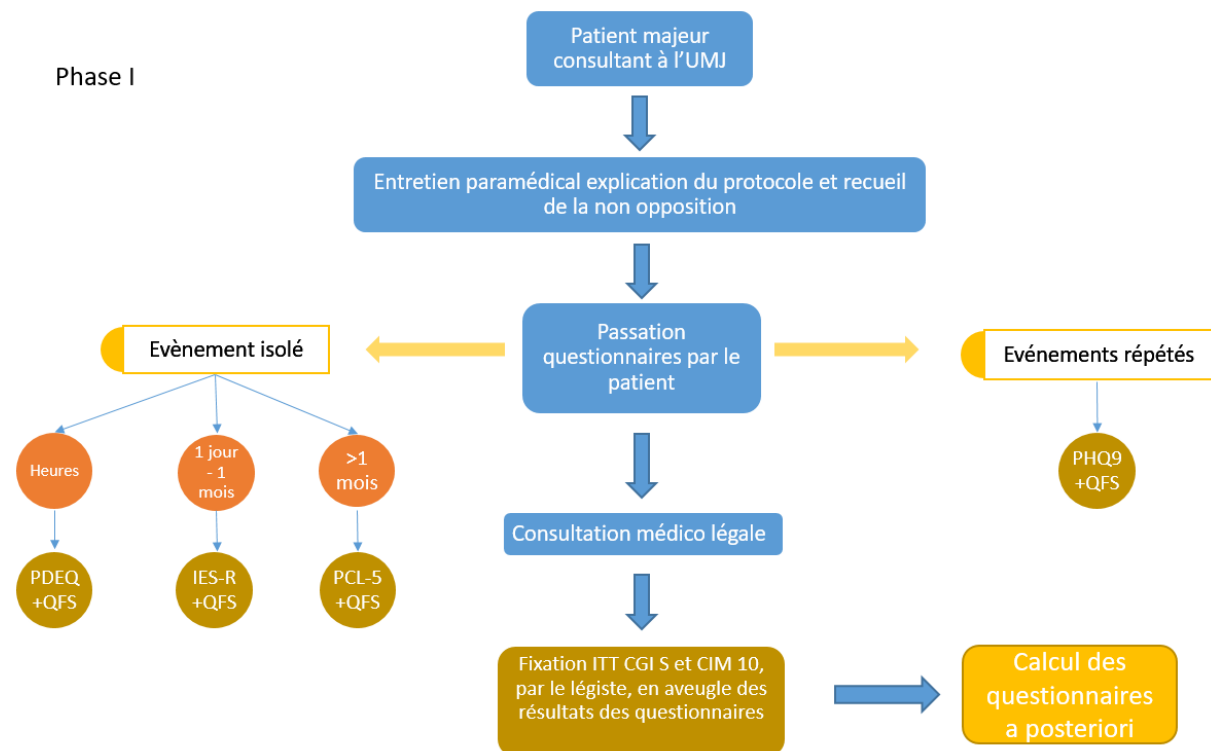 Patient majeur
consultant à l'UMJ
Phase I
Entretien paramédical explication du protocole et recueil
de la non opposition
Passation
questionnaires par le
patient
Evènement isolé
Evénements répétés
Heures
1 jour
- 1
mois
>1
mois
PHQ9
+QFS
Consultation médico légale
PDEQ
+QFS
IES-R
+QFS
PCL-5
+QFS
Fixation ITT CGI S et CIM 10,
par le légiste, en aveugle des
résultats des questionnaires
Calcul des
questionnaires
a posteriori